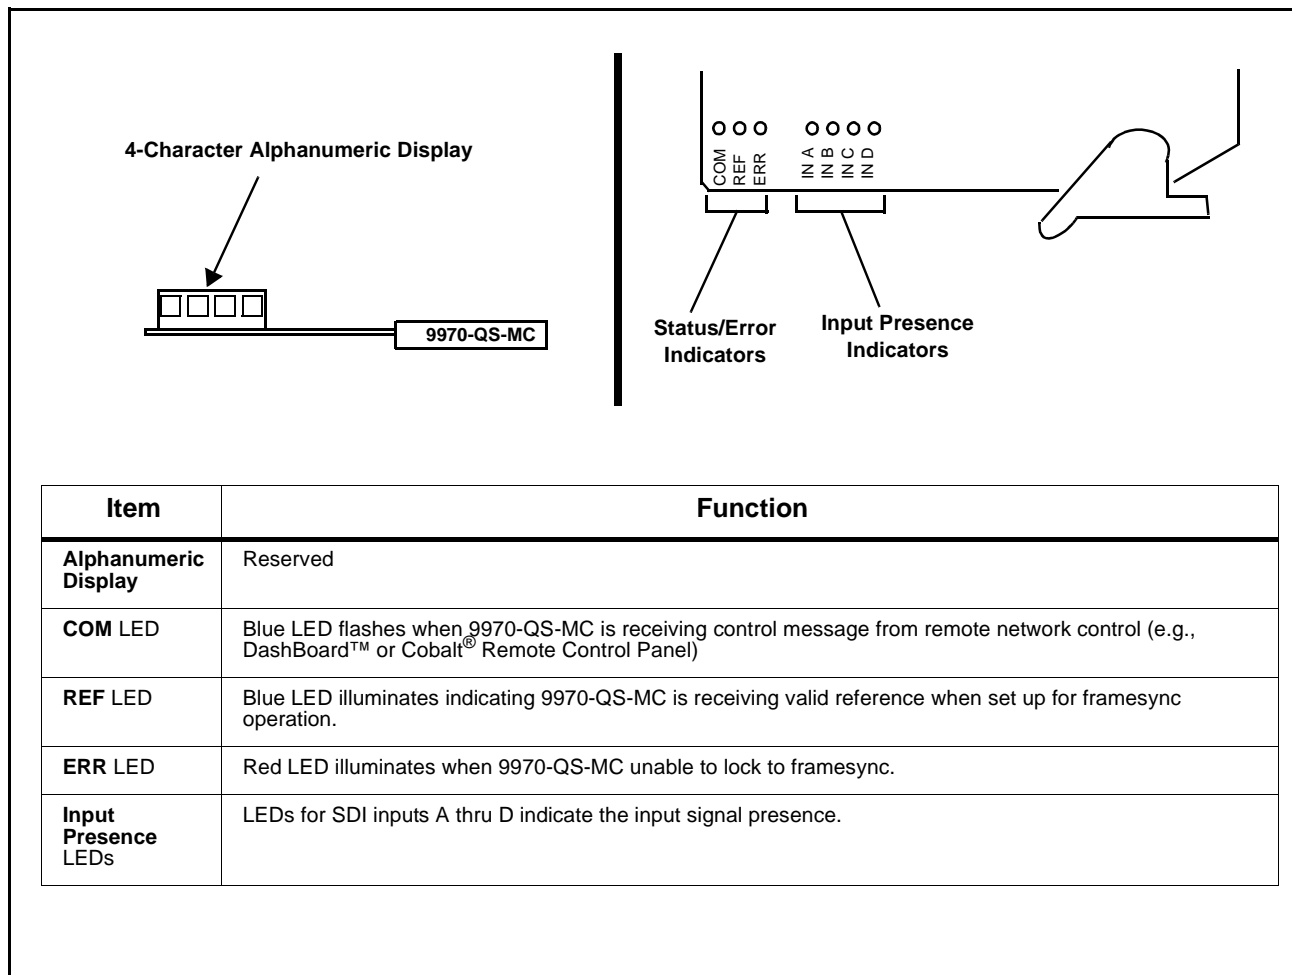 4-Character Alphanumeric Display
9970-QS-MC
COM
REF
ERR
IN A
IN B
IN C
IN D
Status/Error
Indicators
Input Presence
Indicators
Item
Function
Alphanumeric
Display
Reserved
COM LED
Blue LED flashes when 9970-QS-MC is receiving control message from remote network control (e.g.,
DashBoard™ or Cobalt® Remote Control Panel)
REF LED
Blue LED illuminates indicating 9970-QS-MC is receiving valid reference when set up for framesync
operation.
ERR LED
Red LED illuminates when 9970-QS-MC unable to lock to framesync.
Input
Presence
LEDs
LEDs for SDI inputs A thru D indicate the input signal presence.